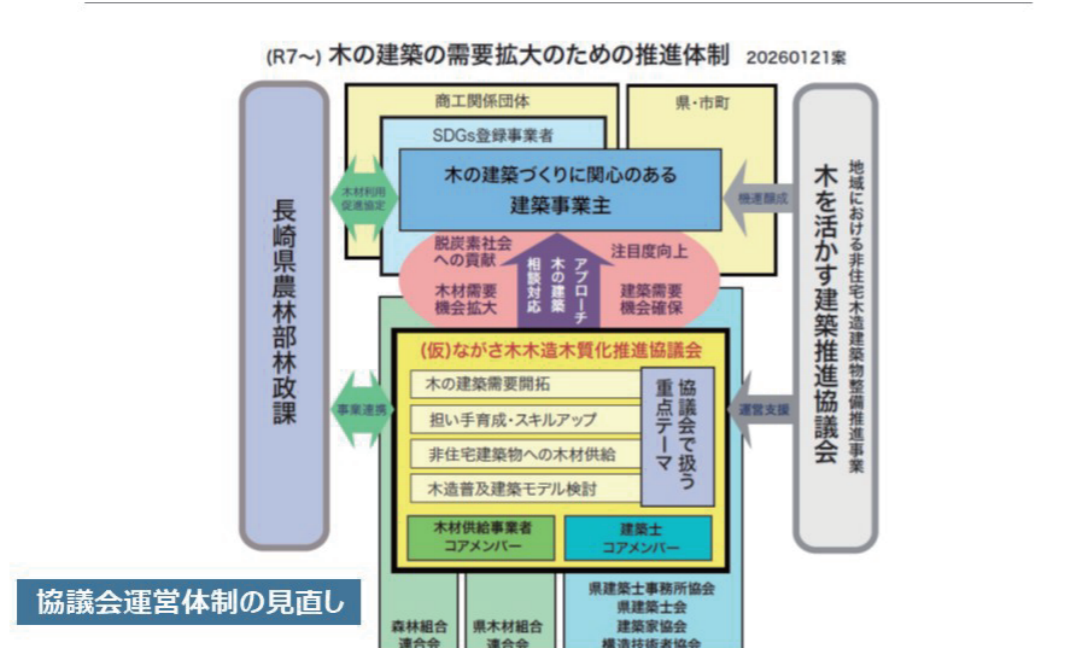 (R7〜) 木の建築の需要拡大のための推進体制 20260121案
商工関係団体
県・市町
SDGs登録事業者
木の建築づくりに関心のある
建築事業主
長崎県農林部林政課
木材利用
促進協定
機運醸成
地域における非住宅木造建築物整備推進事業
木を活かす建築推進協議会
脱炭素社会
への貢献
注目度向上
木材需要
機会拡大
アプローチ
木の建築
相談対応
建築需要
機会確保
(仮)ながさ木木造木質化推進協議会
木の建築需要開拓
担い手育成・スキルアップ
非住宅建築物への木材供給
木造普及建築モデル検討
協議会で扱う
重点テーマ
事業連携
運営支援
木材供給事業者
コアメンバー
建築士
コアメンバー
協議会運営体制の見直し
森林組合
連合会
県木材組合
連合会
県建築士事務所協会
県建築士会
建築家協会
構造技術者協会